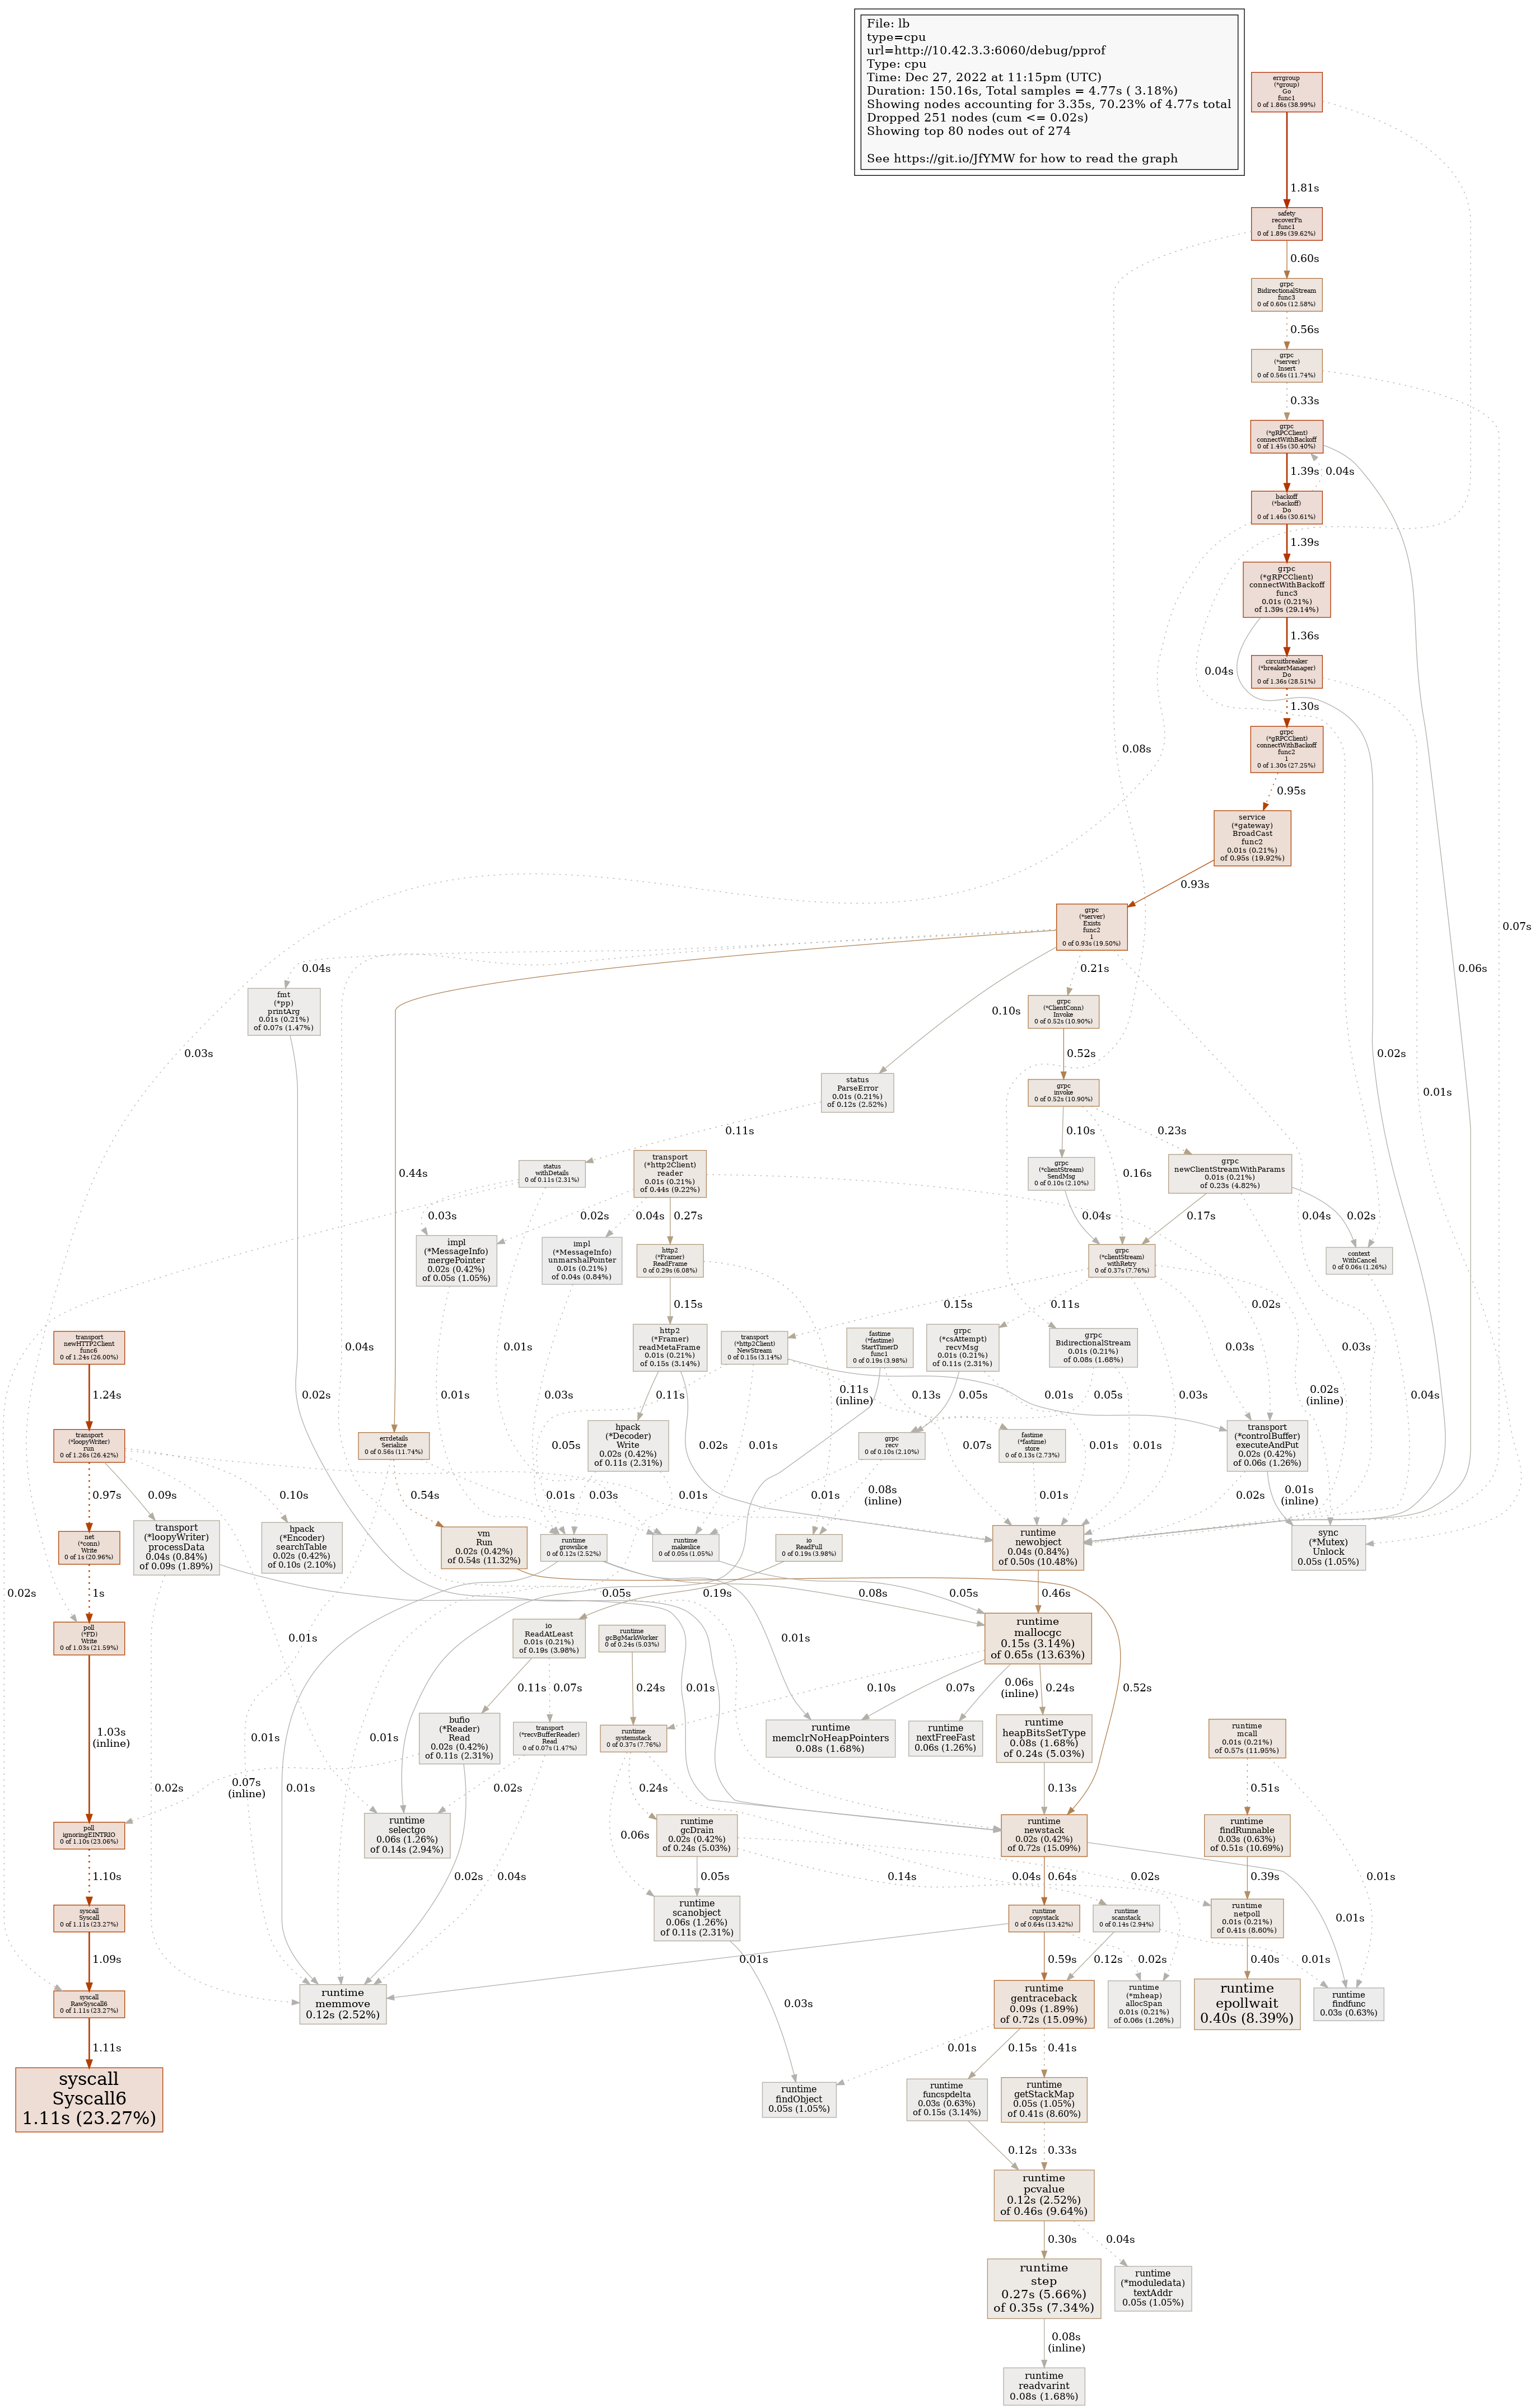 File: lb
type=cpu
url=http://10.42.3.3:6060/debug/pprof
Type: cpu
Time: Dec 27, 2022 at 11:15pm (UTC)
Duration: 150.16s, Total samples = 4.77s ( 3.18%)
Showing nodes accounting for 3.35s, 70.23% of 4.77s total
Dropped 251 nodes (cum <= 0.02s)
Showing top 80 nodes out of 274
See https://git.io/JfYMW for how to read the graph
errgroup
(*group)
Go
func1
0 of 1.86s (38.99%)
1.81s
safety
recoverFn
func1
0 of 1.89s (39.62%)
0.60s
grpc
BidirectionalStream
func3
0 of 0.60s (12.58%)
0.56s
grpc
(*server)
Insert
0 of 0.56s (11.74%)
0.33s
grpc
(*gRPCClient)
connectWithBackoff
0 of 1.45s (30.40%)
1.39s
0.04s
backoff
(*backoff)
Do
0 of 1.46s (30.61%)
1.39s
grpc
(*gRPCClient)
connectWithBackoff
func3
0.01s (0.21%)
of 1.39s (29.14%)
1.36s
0.04s
circuitbreaker
(*breakerManager)
Do
0 of 1.36s (28.51%)
1.30s
grpc
(*gRPCClient)
connectWithBackoff
func2
1
0 of 1.30s (27.25%)
0.08s
0.95s
service
(*gateway)
BroadCast
func2
0.01s (0.21%)
of 0.95s (19.92%)
0.93s
grpc
(*server)
Exists
func2
1
0 of 0.93s (19.50%)
0.07s
0.04s
0.21s
0.06s
fmt
(*pp)
printArg
0.01s (0.21%)
of 0.07s (1.47%)
0.10s
grpc
(*ClientConn)
Invoke
0 of 0.52s (10.90%)
0.03s
0.52s
0.02s
status
ParseError
0.01s (0.21%)
of 0.12s (2.52%)
grpc
invoke
0 of 0.52s (10.90%)
0.01s
0.11s
0.10s
0.23s
0.44s
status
withDetails
0 of 0.11s (2.31%)
transport
(*http2Client)
reader
0.01s (0.21%)
of 0.44s (9.22%)
grpc
(*clientStream)
SendMsg
0 of 0.10s (2.10%)
0.16s
grpc
newClientStreamWithParams
0.01s (0.21%)
of 0.23s (4.82%)
0.03s
0.02s
0.04s
0.27s
0.04s
0.17s
0.04s
0.02s
impl
(*MessageInfo)
mergePointer
0.02s (0.42%)
of 0.05s (1.05%)
impl
(*MessageInfo)
unmarshalPointer
0.01s (0.21%)
of 0.04s (0.84%)
http2
(*Framer)
ReadFrame
0 of 0.29s (6.08%)
grpc
(*clientStream)
withRetry
0 of 0.37s (7.76%)
context
WithCancel
0 of 0.06s (1.26%)
0.15s
0.15s
0.11s
0.02s
transport
newHTTP2Client
func6
0 of 1.24s (26.00%)
0.04s
0.01s
http2
(*Framer)
readMetaFrame
0.01s (0.21%)
of 0.15s (3.14%)
transport
(*http2Client)
NewStream
0 of 0.15s (3.14%)
fastime
(*fastime)
StartTimerD
func1
0 of 0.19s (3.98%)
grpc
(*csAttempt)
recvMsg
0.01s (0.21%)
of 0.11s (2.31%)
grpc
BidirectionalStream
0.01s (0.21%)
of 0.08s (1.68%)
0.03s
0.03s
1.24s
0.02s
0.01s
0.03s
0.11s
0.11s
(inline)
0.13s
0.05s
0.01s
0.05s
0.03s
0.02s
(inline)
0.04s
transport
(*loopyWriter)
run
0 of 1.26s (26.42%)
errdetails
Serialize
0 of 0.56s (11.74%)
0.05s
hpack
(*Decoder)
Write
0.02s (0.42%)
of 0.11s (2.31%)
0.02s
0.01s
grpc
recv
0 of 0.10s (2.10%)
0.07s
fastime
(*fastime)
store
0 of 0.13s (2.73%)
0.01s
0.01s
transport
(*controlBuffer)
executeAndPut
0.02s (0.42%)
of 0.06s (1.26%)
0.97s
0.09s
0.10s
0.54s
0.01s
0.03s
0.01s
0.01s
0.08s
(inline)
0.01s
0.02s
0.01s
(inline)
net
(*conn)
Write
0 of 1s (20.96%)
transport
(*loopyWriter)
processData
0.04s (0.84%)
of 0.09s (1.89%)
hpack
(*Encoder)
searchTable
0.02s (0.42%)
of 0.10s (2.10%)
vm
Run
0.02s (0.42%)
of 0.54s (11.32%)
runtime
growslice
0 of 0.12s (2.52%)
runtime
makeslice
0 of 0.05s (1.05%)
io
ReadFull
0 of 0.19s (3.98%)
runtime
newobject
0.04s (0.84%)
of 0.50s (10.48%)
sync
(*Mutex)
Unlock
0.05s (1.05%)
0.02s
1s
0.05s
0.19s
0.08s
0.05s
0.46s
poll
(*FD)
Write
0 of 1.03s (21.59%)
0.01s
io
ReadAtLeast
0.01s (0.21%)
of 0.19s (3.98%)
runtime
gcBgMarkWorker
0 of 0.24s (5.03%)
0.01s
runtime
mallocgc
0.15s (3.14%)
of 0.65s (13.63%)
0.11s
0.07s
0.24s
0.01s
0.10s
0.07s
0.06s
(inline)
0.24s
0.52s
1.03s
(inline)
0.01s
0.01s
bufio
(*Reader)
Read
0.02s (0.42%)
of 0.11s (2.31%)
transport
(*recvBufferReader)
Read
0 of 0.07s (1.47%)
runtime
systemstack
0 of 0.37s (7.76%)
runtime
memclrNoHeapPointers
0.08s (1.68%)
runtime
nextFreeFast
0.06s (1.26%)
runtime
heapBitsSetType
0.08s (1.68%)
of 0.24s (5.03%)
runtime
mcall
0.01s (0.21%)
of 0.57s (11.95%)
0.02s
0.07s
(inline)
0.01s
0.02s
0.24s
0.13s
0.51s
poll
ignoringEINTRIO
0 of 1.10s (23.06%)
runtime
selectgo
0.06s (1.26%)
of 0.14s (2.94%)
0.06s
runtime
gcDrain
0.02s (0.42%)
of 0.24s (5.03%)
runtime
newstack
0.02s (0.42%)
of 0.72s (15.09%)
runtime
findRunnable
0.03s (0.63%)
of 0.51s (10.69%)
1.10s
0.02s
0.04s
0.05s
0.14s
0.04s
0.64s
0.02s
0.39s
0.01s
syscall
Syscall
0 of 1.11s (23.27%)
runtime
scanobject
0.06s (1.26%)
of 0.11s (2.31%)
runtime
copystack
0 of 0.64s (13.42%)
runtime
scanstack
0 of 0.14s (2.94%)
runtime
netpoll
0.01s (0.21%)
of 0.41s (8.60%)
0.01s
1.09s
0.01s
0.59s
0.12s
0.02s
0.40s
0.01s
syscall
RawSyscall6
0 of 1.11s (23.27%)
runtime
memmove
0.12s (2.52%)
0.03s
runtime
gentraceback
0.09s (1.89%)
of 0.72s (15.09%)
runtime
(*mheap)
allocSpan
0.01s (0.21%)
of 0.06s (1.26%)
runtime
epollwait
0.40s (8.39%)
runtime
findfunc
0.03s (0.63%)
1.11s
0.01s
0.15s
0.41s
syscall
Syscall6
1.11s (23.27%)
runtime
findObject
0.05s (1.05%)
runtime
funcspdelta
0.03s (0.63%)
of 0.15s (3.14%)
runtime
getStackMap
0.05s (1.05%)
of 0.41s (8.60%)
0.12s
0.33s
runtime
pcvalue
0.12s (2.52%)
of 0.46s (9.64%)
0.30s
0.04s
runtime
step
0.27s (5.66%)
of 0.35s (7.34%)
runtime
(*moduledata)
textAddr
0.05s (1.05%)
0.08s
(inline)
runtime
readvarint
0.08s (1.68%)